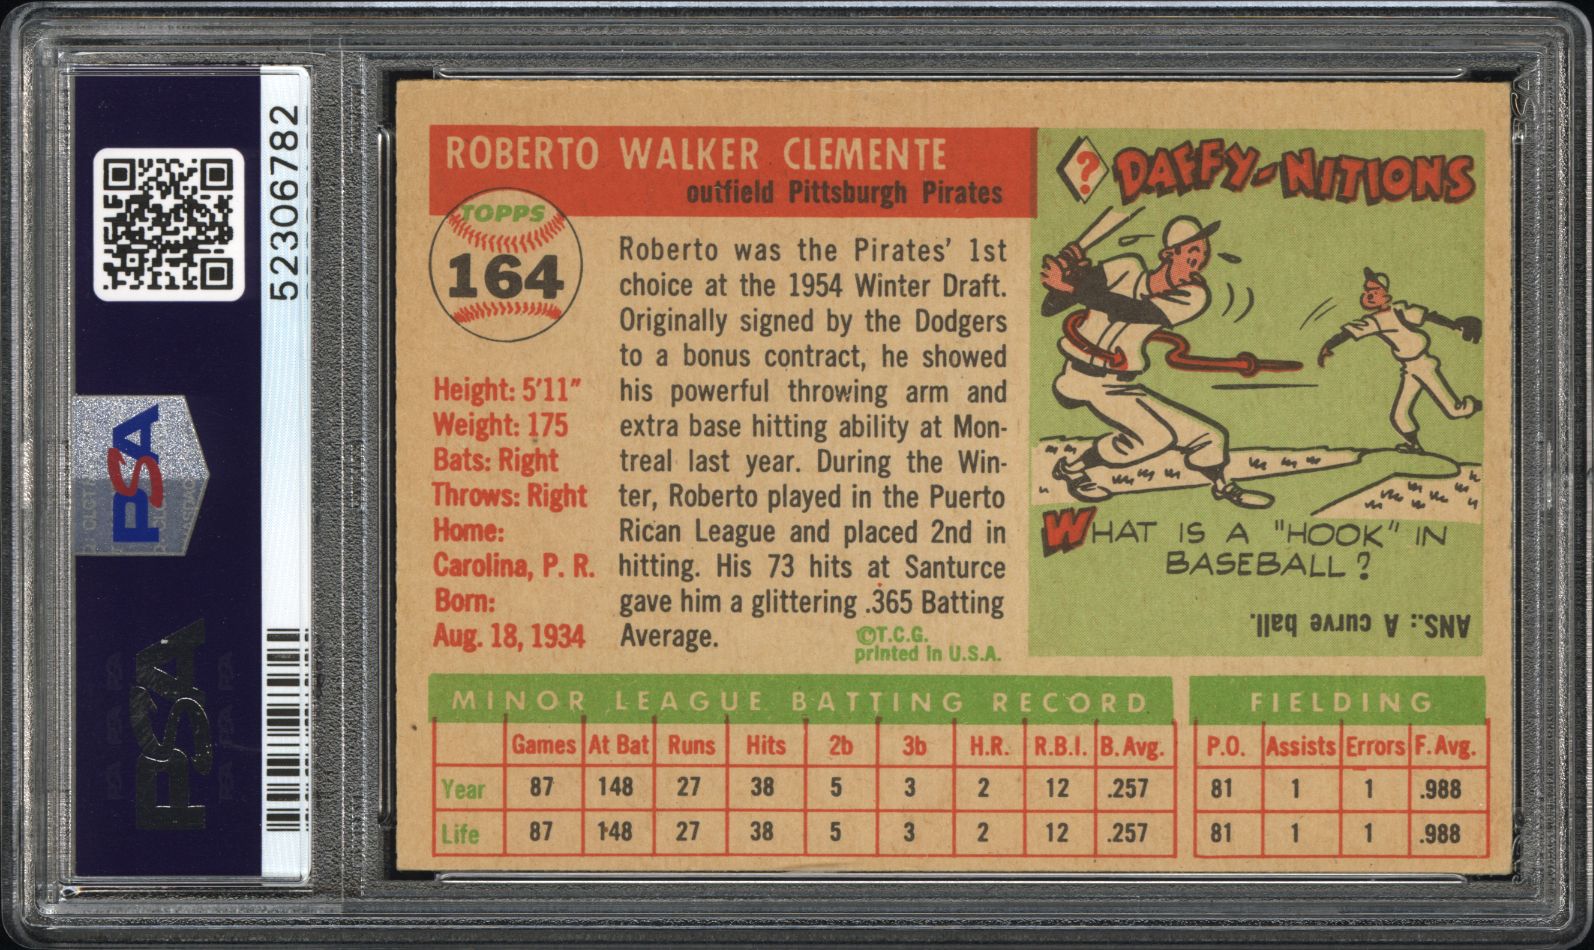 52306782
PSA
PSA
ROBERTO WALKER CLEMENTE
outfield Pittsburgh Pirates
TOPPS
164
Height: 5'11"
Weight: 175
Bats: Right
Throws: Right
Home:
Carolina, P. R.
Born:
Aug. 18, 1934
Roberto was the Pirates' 1st
choice at the 1954 Winter Draft.
Originally signed by the Dodgers
to a bonus contract, he showed
his powerful throwing arm and
extra base hitting ability at Mon-
treal last year. During the Win-
ter, Roberto played in the Puerto
Rican League and placed 2nd in
hitting. His 73 hits at Santurce
gave him a glittering .365 Batting
Average.
©T.C.G.
printed in U.S.A.
? DAFFY-NITIONS
WHAT IS A "HOOK" IN
BASEBALL?
ANS.: A curve ball.
MINOR LEAGUE BATTING RECORD
Games At Bat Runs Hits 2b 3b H.R. R.B.I. B. Avg.
Year 87 148 27 38 5 3 2 12 .257
Life 87 148 27 38 5 3 2 12 .257
FIELDING
P.O. Assists Errors F. Avg.
81 1 1 .988
81 1 1 .988